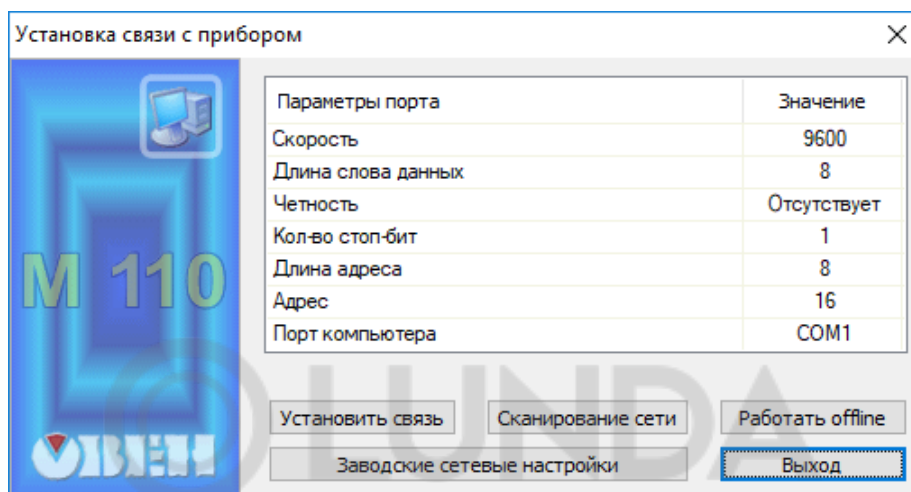 Установка связи с прибором
М 110
ОВЕН
Параметры порта Значение
Скорость 9600
Длина слова данных 8
Четность Отсутствует
Кол-во стоп-бит 1
Длина адреса 8
Адрес 16
Порт компьютера COM1
LUNDA
Установить связь Сканирование сети Работать offline
Заводские сетевые настройки Выход